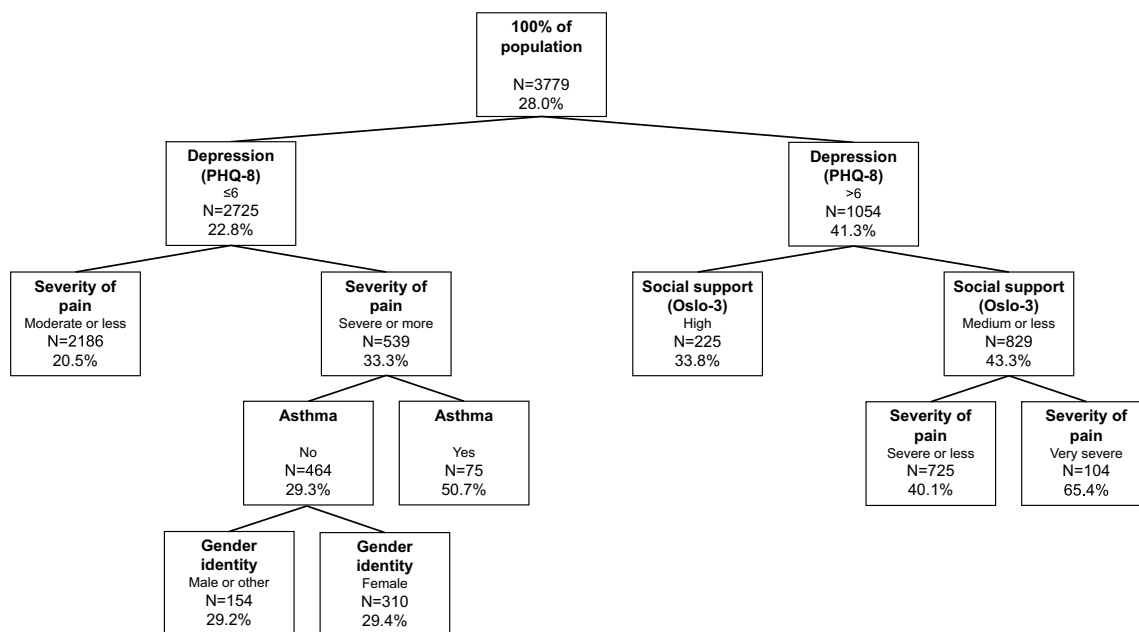 100% of
population
N=3779
28.0%
Depression
(PHQ-8)
≤6
N=2725
22.8%
Depression
(PHQ-8)
>6
N=1054
41.3%
Severity of
pain
Moderate or less
N=2186
20.5%
Severity of
pain
Severe or more
N=539
33.3%
Social support
(Oslo-3)
High
N=225
33.8%
Social support
(Oslo-3)
Medium or less
N=829
43.3%
Asthma
No
N=464
29.3%
Asthma
Yes
N=75
50.7%
Severity of
pain
Severe or less
N=725
40.1%
Severity of
pain
Very severe
N=104
65.4%
Gender
identity
Male or other
N=154
29.2%
Gender
identity
Female
N=310
29.4%